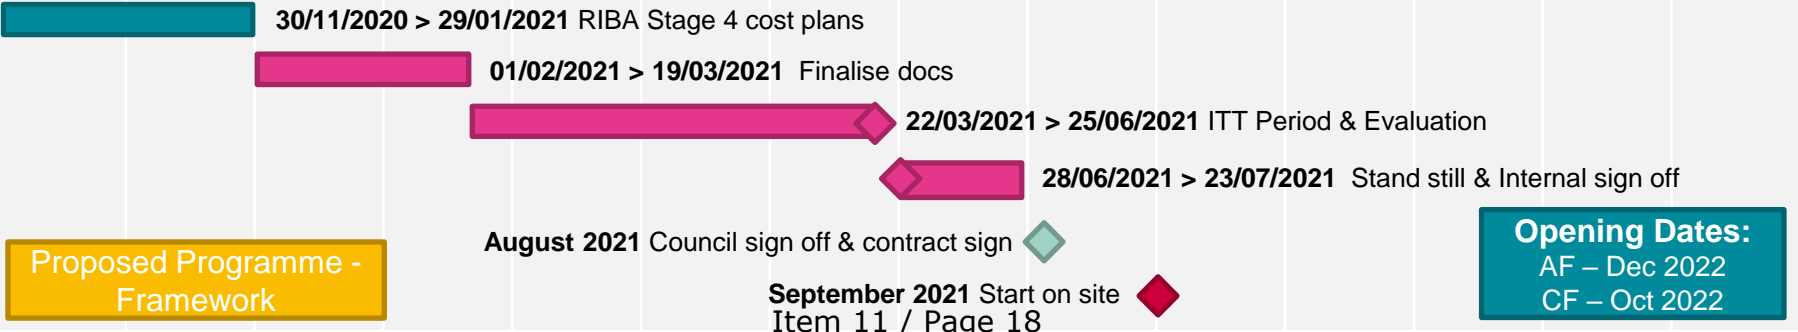 30/11/2020 > 29/01/2021 RIBA Stage 4 cost plans
01/02/2021 > 19/03/2021 Finalise docs
22/03/2021 > 25/06/2021 ITT Period & Evaluation
28/06/2021 > 23/07/2021 Stand still & Internal sign off
August 2021 Council sign off & contract sign
September 2021 Start on site
Proposed Programme -
Framework
Opening Dates:
AF – Dec 2022
CF – Oct 2022
Item 11 / Page 18